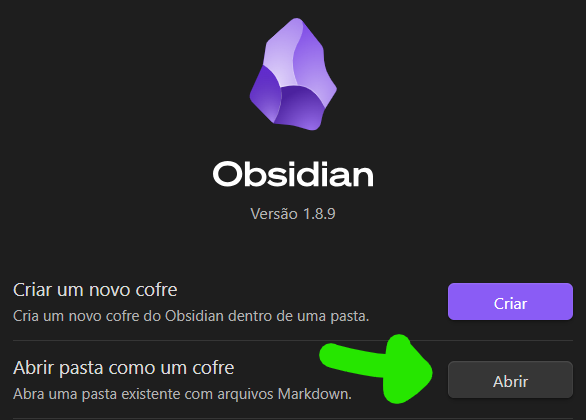 Obsidian
Versão 1.8.9
Criar um novo cofre
Cria um novo cofre do Obsidian dentro de uma pasta.
Criar
Abrir pasta como um cofre
Abra uma pasta existente com arquivos Markdown.
Abrir